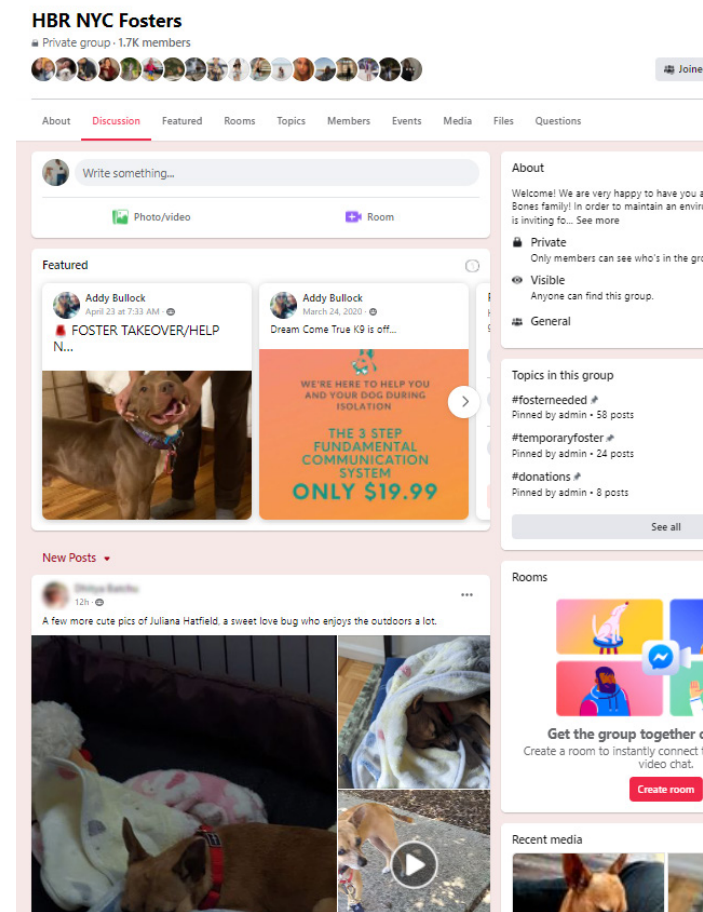 HBR NYC Fosters
Private group · 1.7K members
Joine
About Discussion Featured Rooms Topics Members Events Media Files Questions
Write something...
Photo/video Room
Featured
Addy Bullock
April 23 at 7:33 AM ·
FOSTER TAKEOVER/HELP
N...
Addy Bullock
March 24, 2020 ·
Dream Come True K9 is off...
WE'RE HERE TO HELP YOU
AND YOUR DOG DURING
ISOLATION
THE 3 STEP
FUNDAMENTAL
COMMUNICATION
SYSTEM
ONLY $19.99
New Posts
12h ·
A few more cute pics of Juliana Hatfield, a sweet love bug who enjoys the outdoors a lot.
About
Welcome! We are very happy to have you a
Bones family! In order to maintain an envir
is inviting fo... See more
Private
Only members can see who's in the gro
Visible
Anyone can find this group.
General
Topics in this group
#fosterneeded
Pinned by admin • 58 posts
#temporaryfoster
Pinned by admin • 24 posts
#donations
Pinned by admin • 8 posts
See all
Rooms
Get the group together
Create a room to instantly connect
video chat.
Create room
Recent media